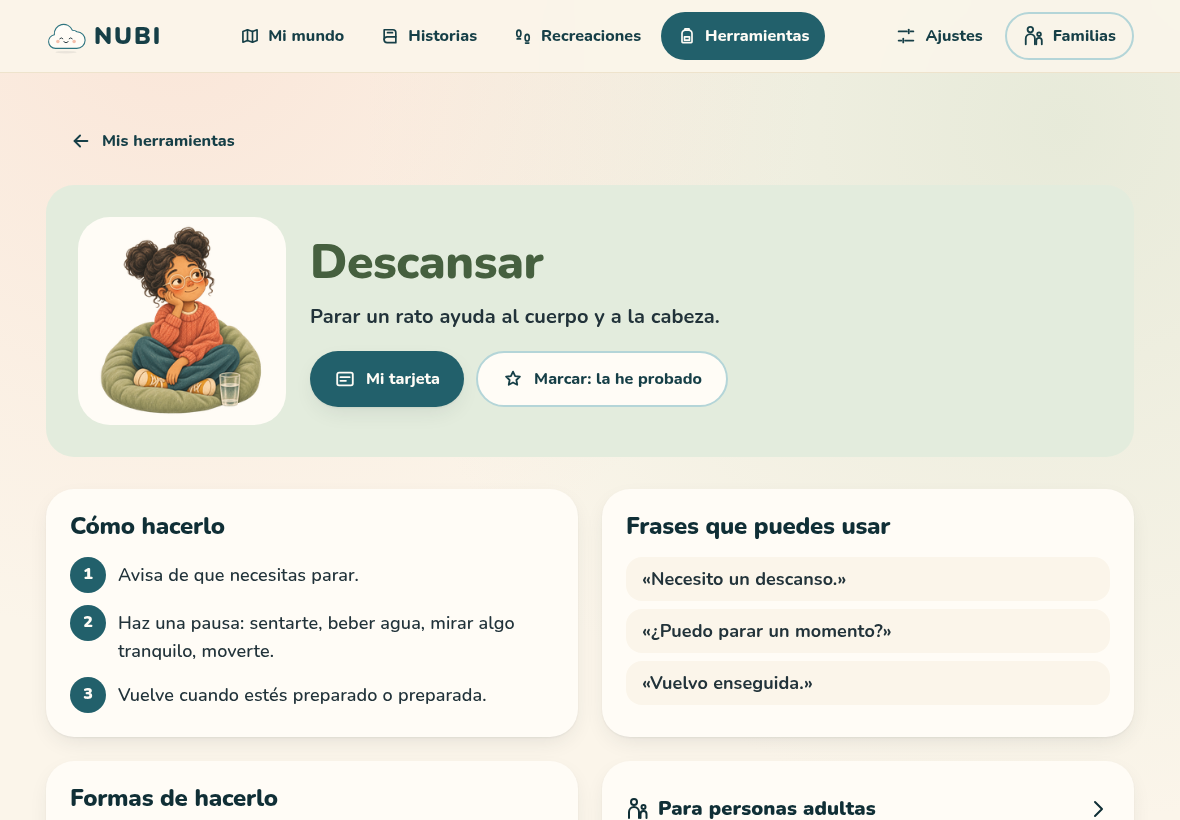 NUBI
Mi mundo
Historias
Recreaciones
Herramientas
Ajustes
Familias
Mis herramientas
Descansar
Parar un rato ayuda al cuerpo y a la cabeza.
Mi tarjeta
Marcar: la he probado
Cómo hacerlo
1 Avisa de que necesitas parar.
2 Haz una pausa: sentarte, beber agua, mirar algo
tranquilo, moverte.
3 Vuelve cuando estés preparado o preparada.
Frases que puedes usar
«Necesito un descanso.»
«¿Puedo parar un momento?»
«Vuelvo enseguida.»
Formas de hacerlo
Para personas adultas